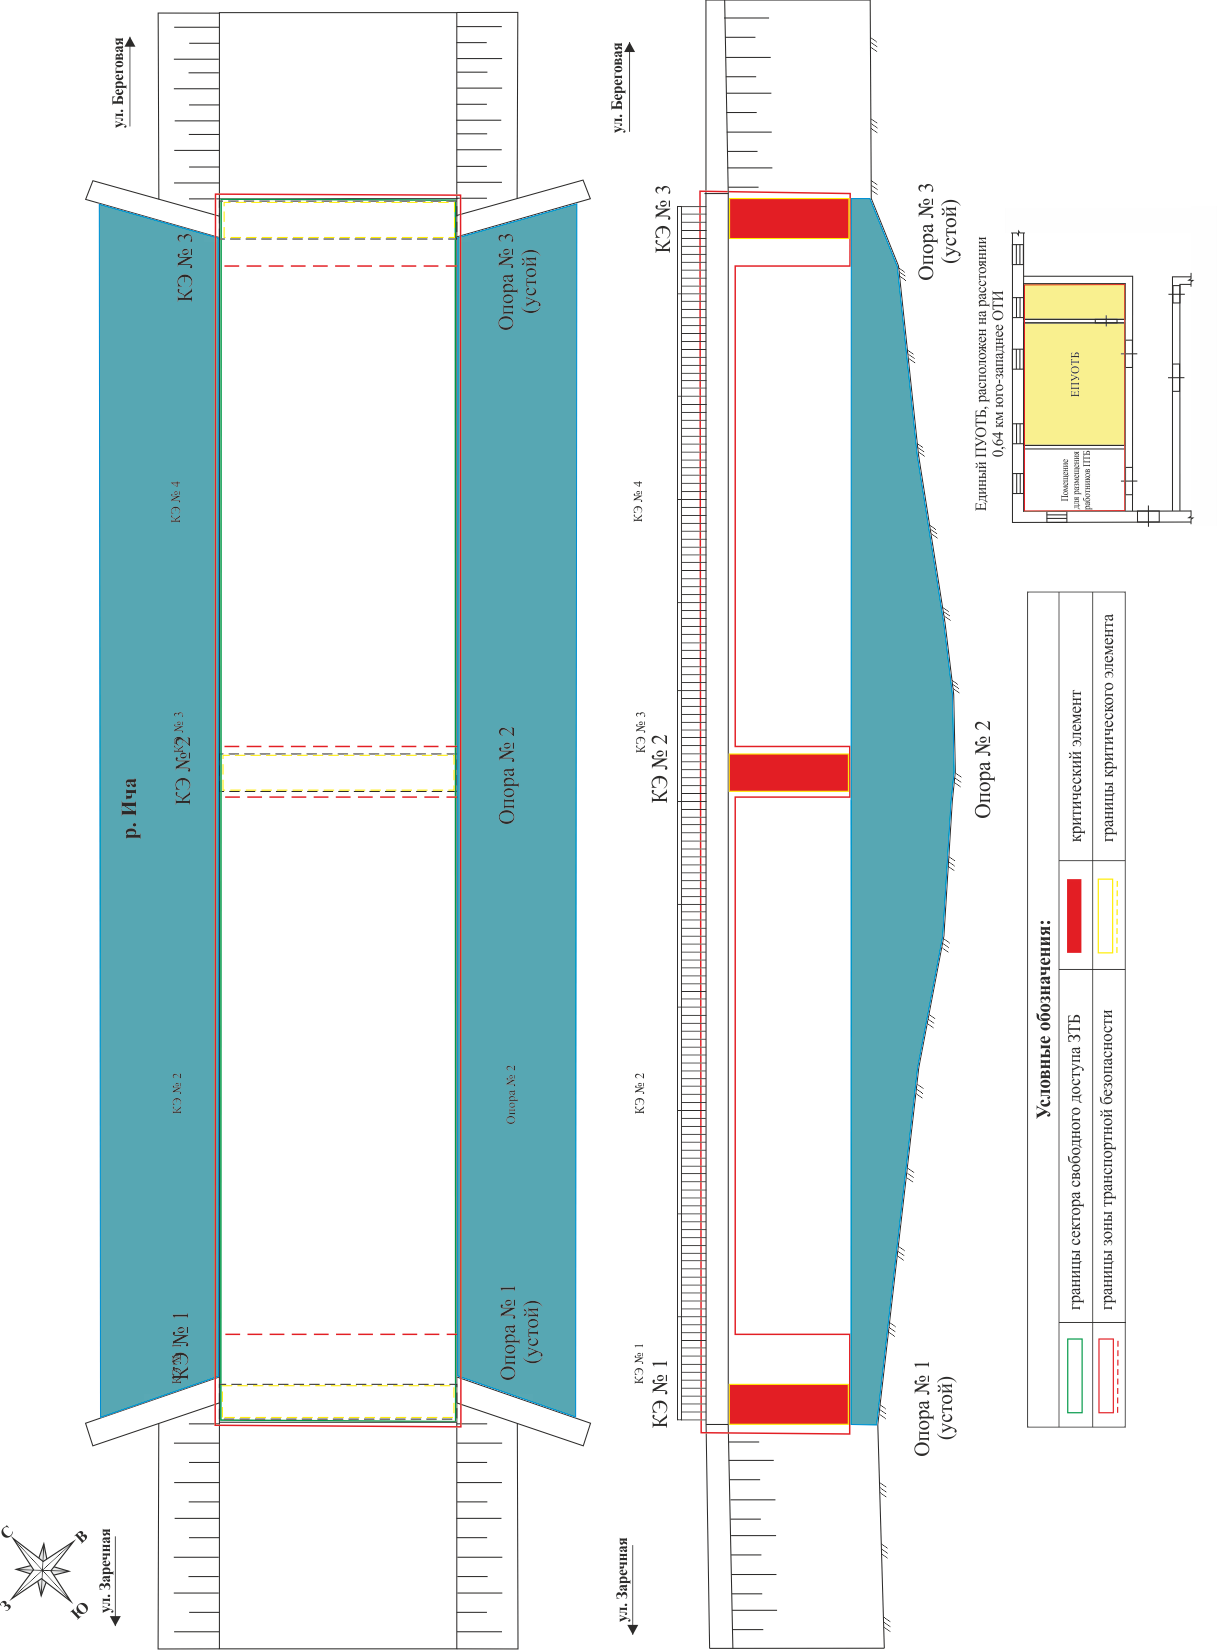 ул. Береговая
КЭ № 3
Опора № 3
(устой)
КЭ № 4
КЭ № 3
КЭ № 2
р. Ича
Опора № 2
КЭ № 2
Опора № 2
КЭ № 1
Опора № 1
(устой)
ул. Заречная
С
В
Ю
З
ул. Береговая
КЭ № 3
Опора № 3
(устой)
КЭ № 4
КЭ № 3
КЭ № 2
Опора № 2
КЭ № 2
КЭ № 1
КЭ № 1
Опора № 1
(устой)
ул. Заречная
Единый ПУОТБ, расположен на расстоянии
0,64 км юго-западнее ОТИ
ЕПУОТБ
Помещение
для размещения
работников ПТБ
Условные обозначения:
границы сектора свободного доступа ЗТБ
критический элемент
границы зоны транспортной безопасности
границы критического элемента